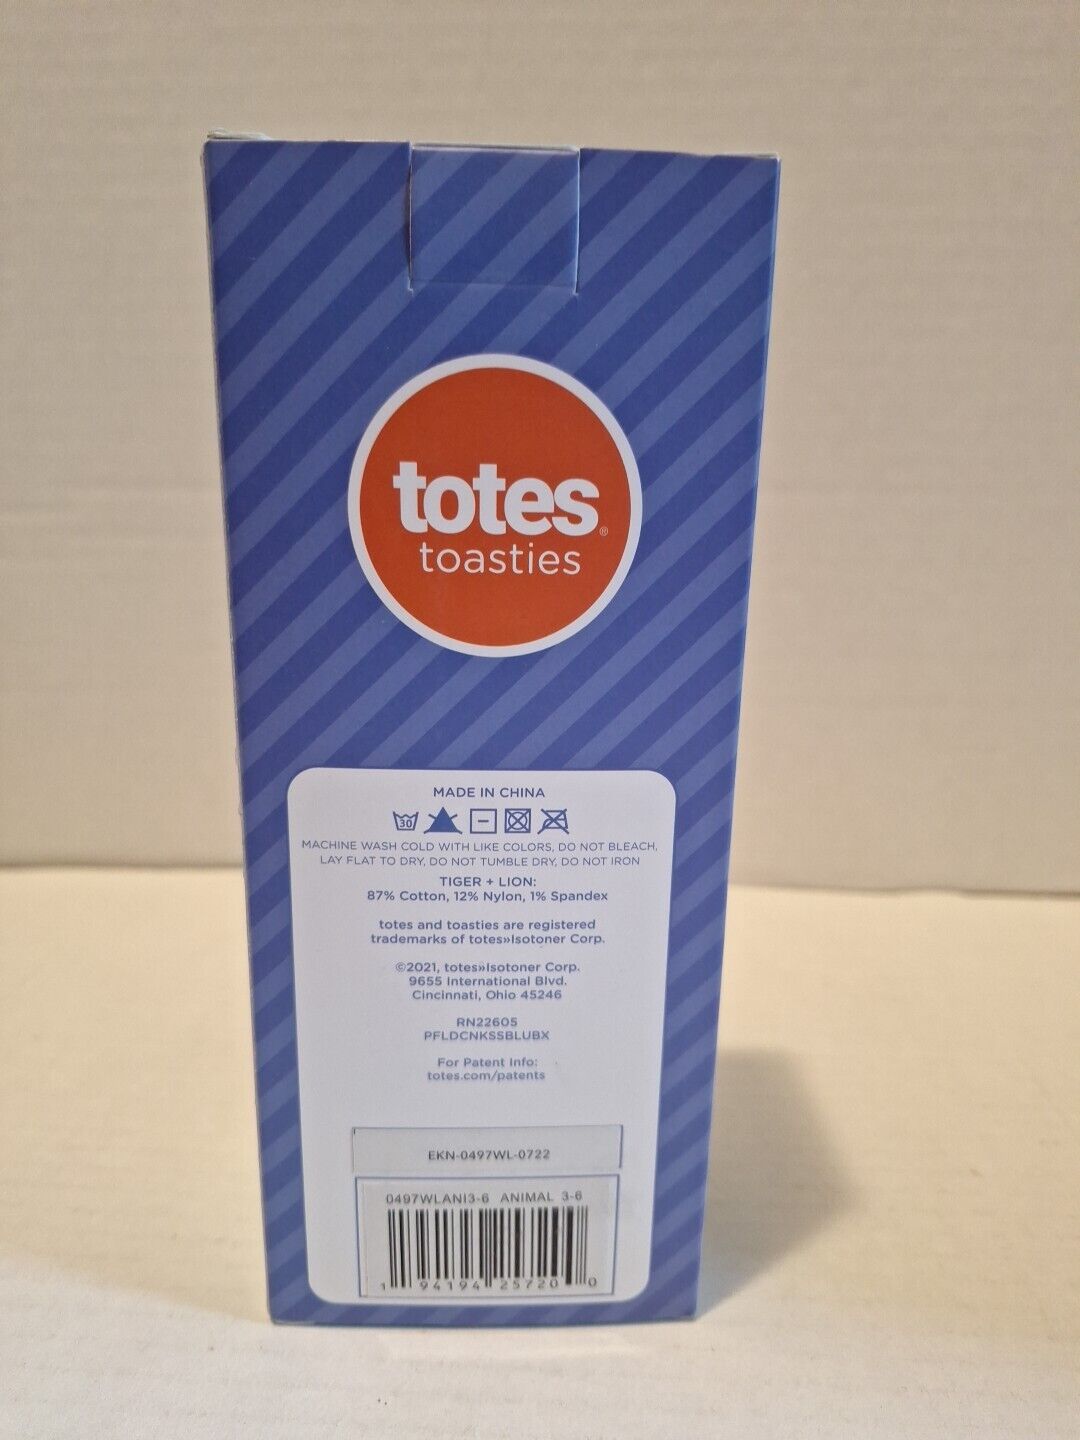 totes®
toasties
MADE IN CHINA
30
MACHINE WASH COLD WITH LIKE COLORS, DO NOT BLEACH,
LAY FLAT TO DRY, DO NOT TUMBLE DRY, DO NOT IRON
TIGER + LION:
87% Cotton, 12% Nylon, 1% Spandex
totes and toasties are registered
trademarks of totes»Isotoner Corp.
©2021, totes»Isotoner Corp.
9655 International Blvd.
Cincinnati, Ohio 45246
RN22605
PFLDCNKSSBLUBX
For Patent Info:
totes.com/patents
EKN-0497WL-0722
0497WLANI3-6 ANIMAL 3-6
1 94194 25720 0